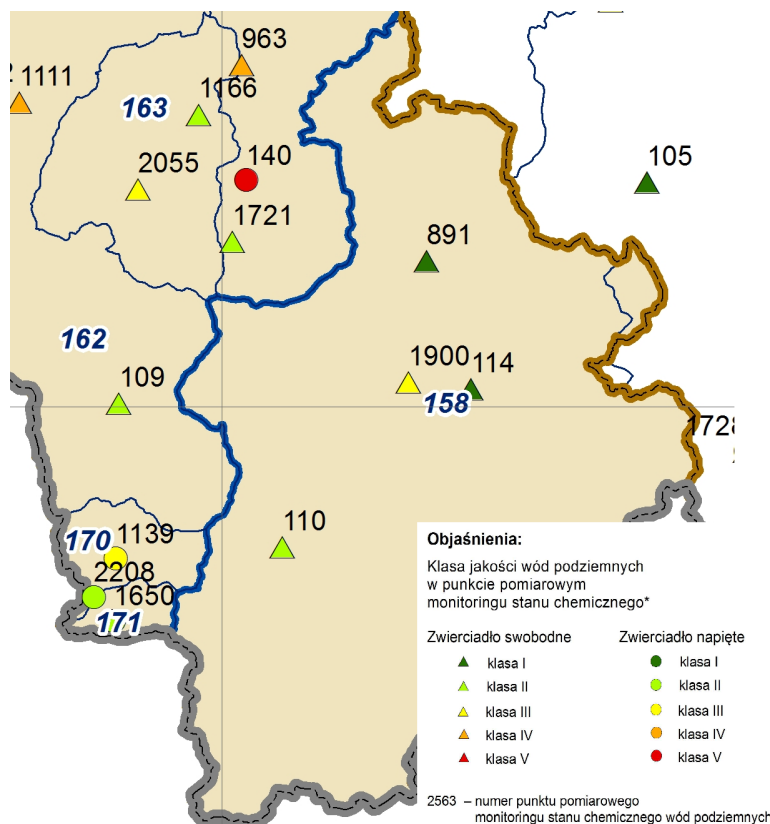 963
1111
1166
163
2055
140
105
1721
891
162
109
1900
114
158
1728
110
170
1139
2208
1650
171
Objaśnienia:
Klasa jakości wód podziemnych
w punkcie pomiarowym
monitoringu stanu chemicznego*
Zwierciadło swobodne
klasa I
klasa II
klasa III
klasa IV
klasa V
Zwierciadło napięte
klasa I
klasa II
klasa III
klasa IV
klasa V
2563 – numer punktu pomiarowego
monitoringu stanu chemicznego wód podziemnych